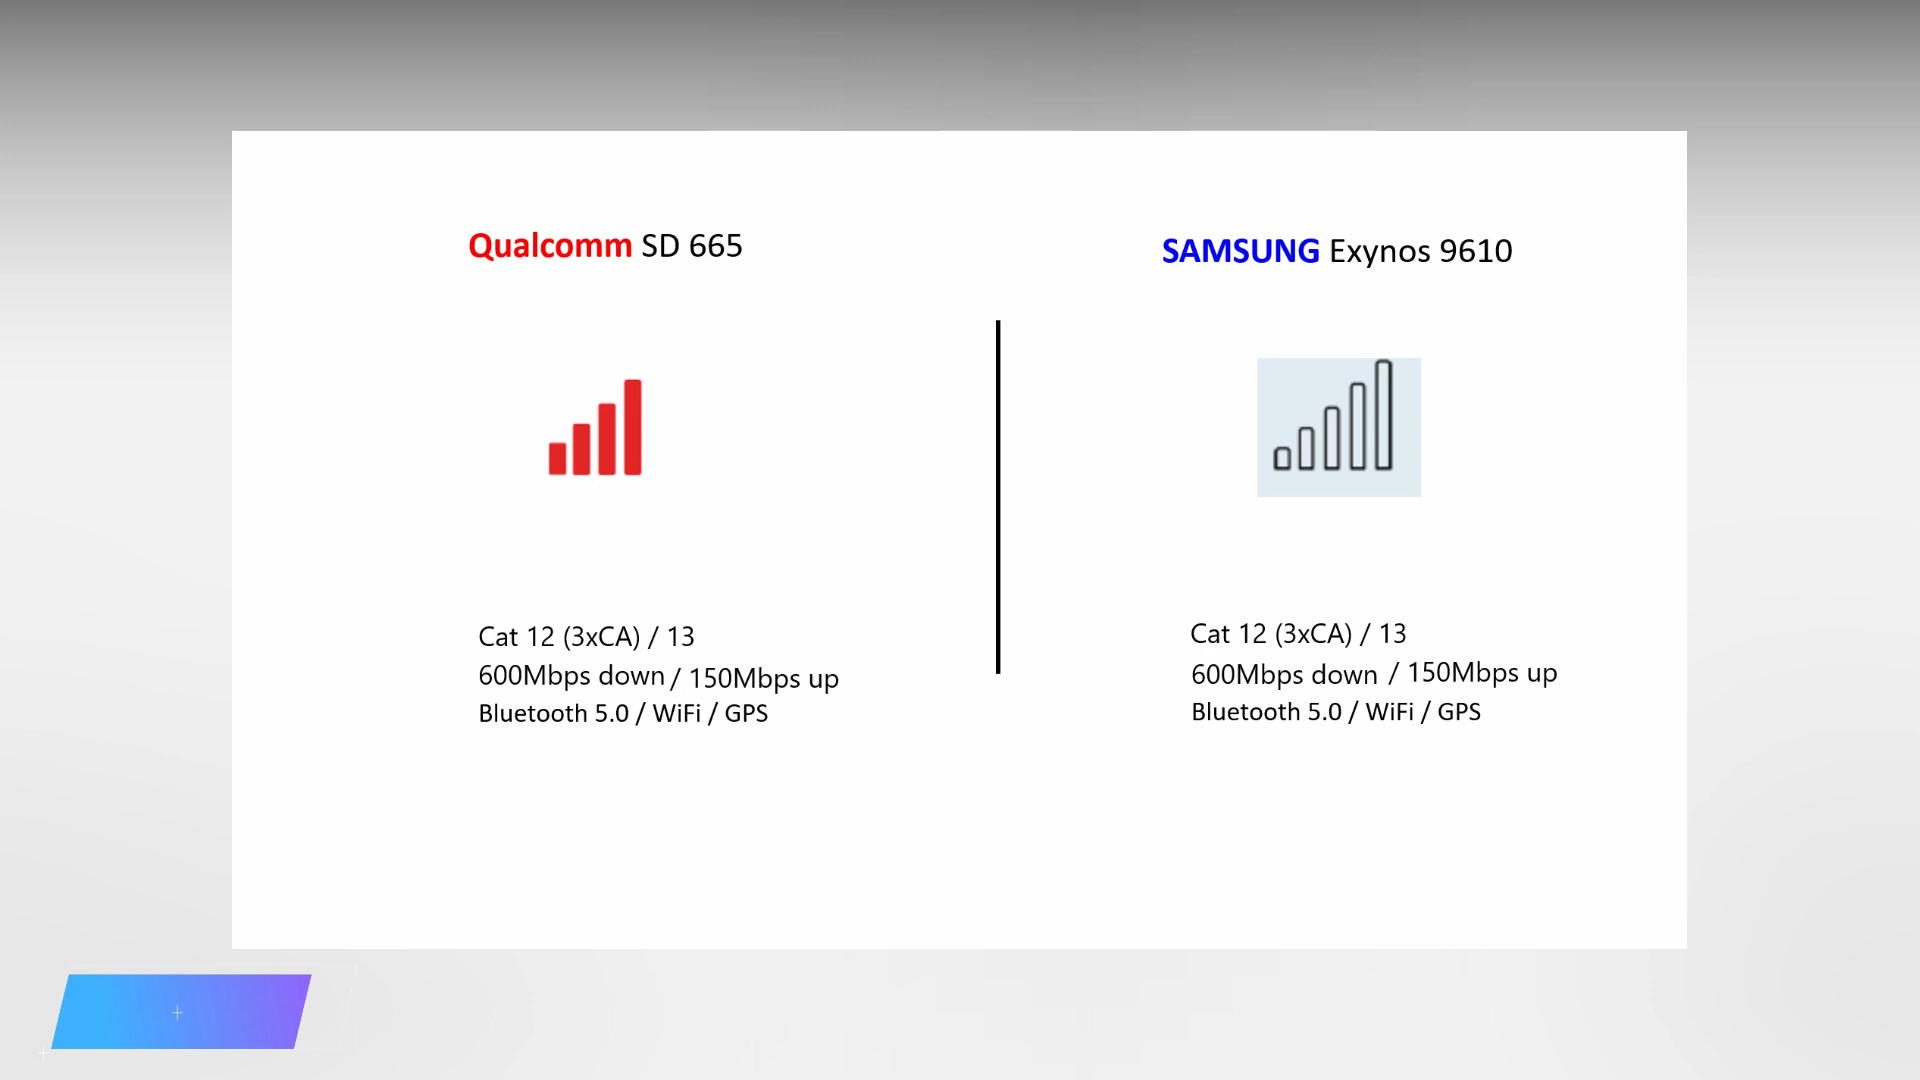 Qualcomm SD 665
Cat 12 (3xCA) / 13
600Mbps down / 150Mbps up
Bluetooth 5.0 / WiFi / GPS
SAMSUNG Exynos 9610
Cat 12 (3xCA) / 13
600Mbps down / 150Mbps up
Bluetooth 5.0 / WiFi / GPS